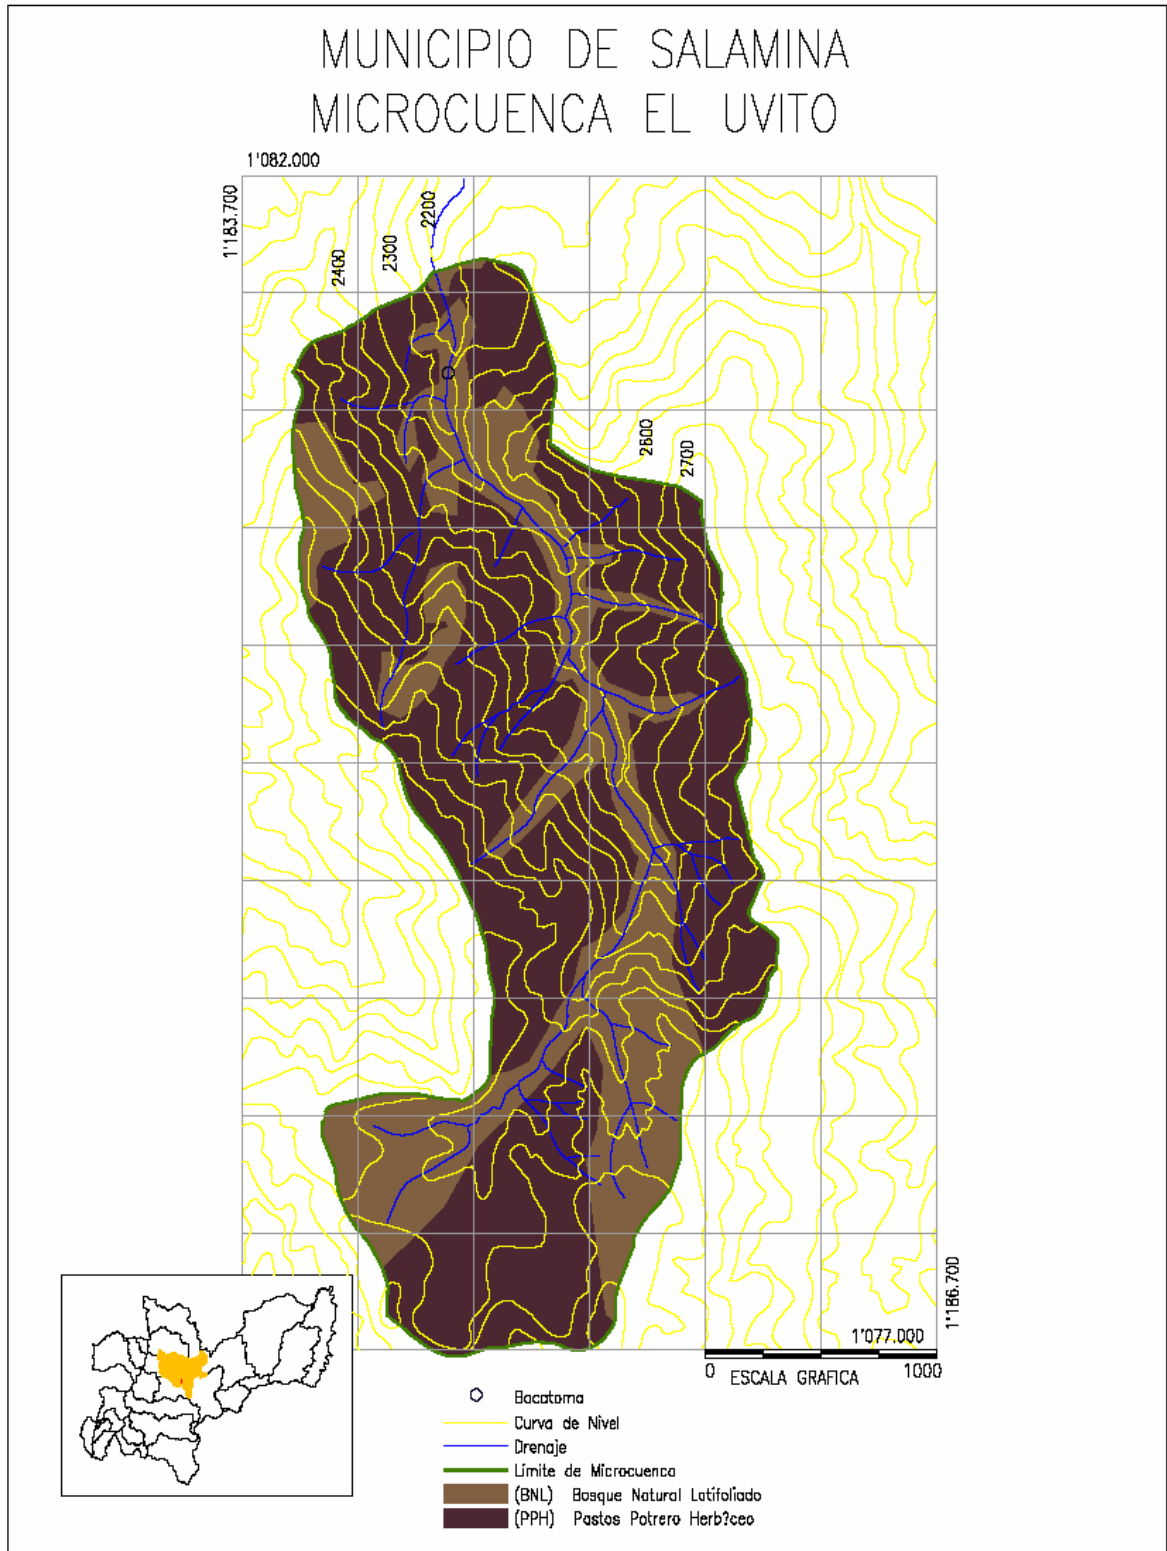 MUNICIPIO DE SALAMINA
MICROCUENCA EL UVITO
1'082.000
1'183.700
2400
2300
2200
2600
2700
1'186.700
1'077.000
0 1000
ESCALA GRAFICA
Bocatoma
Curva de Nivel
Drenaje
Límite de Microcuenca
(BNL) Bosque Natural Latifoliado
(PPH) Pastos Potrero Herb?ceo